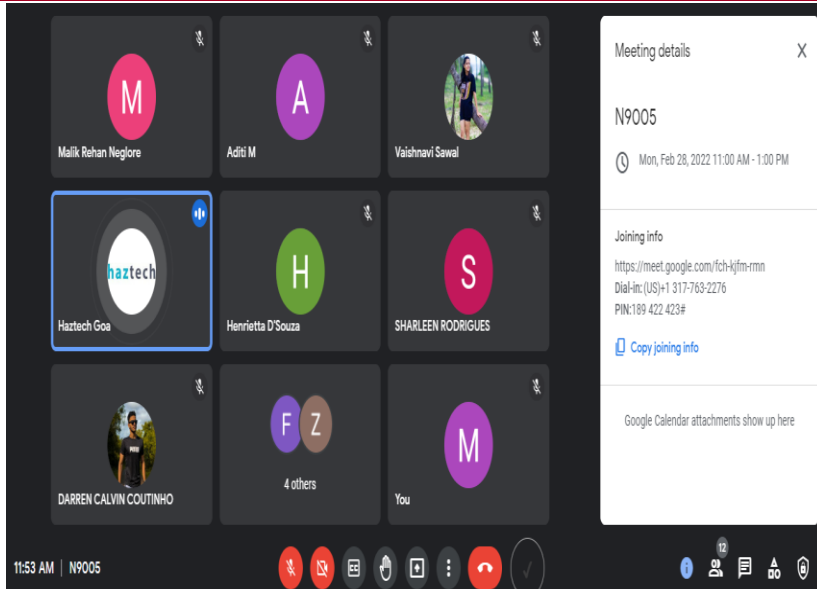 M
Malik Rehan Neglore
A
Aditi M
Vaishnavi Sawal
haztech
Haztech Goa
H
Henrietta D'Souza
S
SHARLEEN RODRIGUES
DARREN CALVIN COUTINHO
F Z
4 others
M
You
Meeting details
N9005
Mon, Feb 28, 2022 11:00 AM - 1:00 PM
Joining info
https://meet.google.com/fch-kjfm-rmn
Dial-in: (US)+1 317-763-2276
PIN:189 422 423#
Copy joining info
Google Calendar attachments show up here
11:53 AM | N9005
CC
12